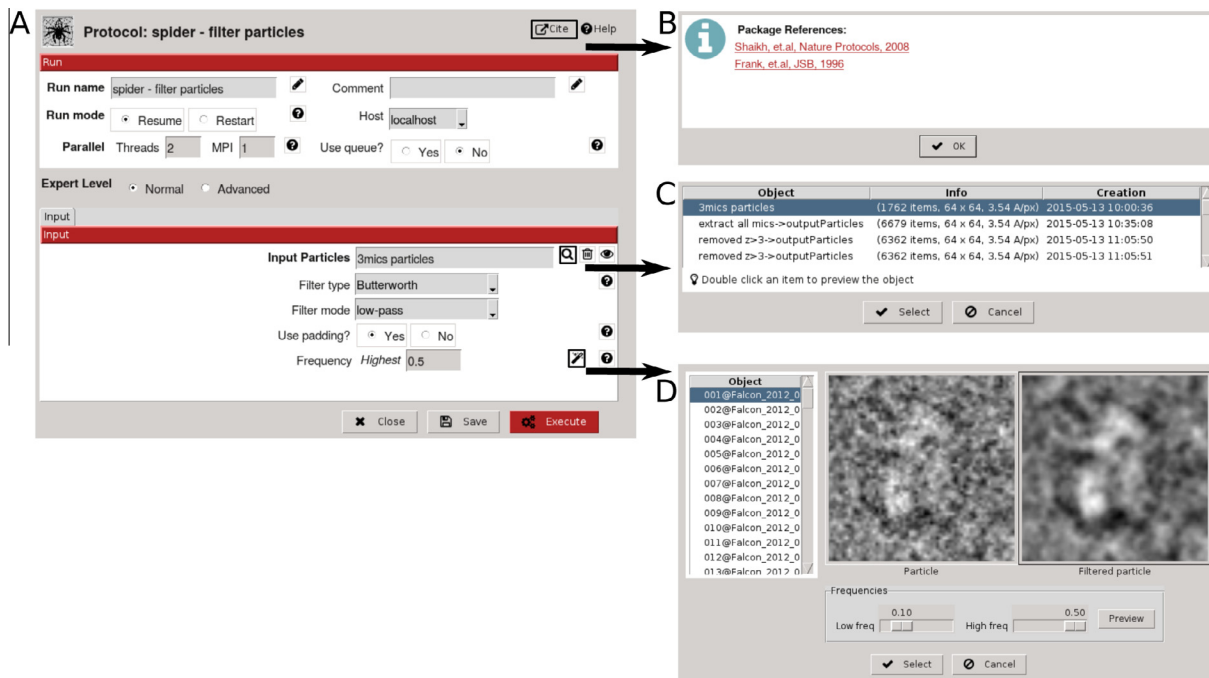 A
Protocol: spider - filter particles
Cite
Help
Run
Run name spider - filter particles Comment
Run mode Resume Restart Host localhost
Parallel Threads 2 MPI 1 Use queue? Yes No
Expert Level Normal Advanced
Input
Input
Input Particles 3mics particles
Filter type Butterworth
Filter mode low-pass
Use padding? Yes No
Frequency Highest 0.5
Close Save Execute
B
Package References:
Shaikh, et.al, Nature Protocols, 2008
Frank, et.al, JSB, 1996
OK
C
Object Info Creation
3mics particles (1762 items, 64 x 64, 3.54 A/px) 2015-05-13 10:00:36
extract all mics->outputParticles (6679 items, 64 x 64, 3.54 A/px) 2015-05-13 10:35:08
removed z>3->outputParticles (6362 items, 64 x 64, 3.54 A/px) 2015-05-13 11:05:50
removed z>3->outputParticles (6362 items, 64 x 64, 3.54 A/px) 2015-05-13 11:05:51
Double click an item to preview the object
Select Cancel
D
Object
001@Falcon_2012_0
002@Falcon_2012_0
003@Falcon_2012_0
004@Falcon_2012_0
005@Falcon_2012_0
006@Falcon_2012_0
007@Falcon_2012_0
008@Falcon_2012_0
009@Falcon_2012_0
010@Falcon_2012_0
011@Falcon_2012_0
012@Falcon_2012_0
013@Falcon_2012_0
Particle Filtered particle
Frequencies
0.10 0.50
Low freq High freq Preview
Select Cancel